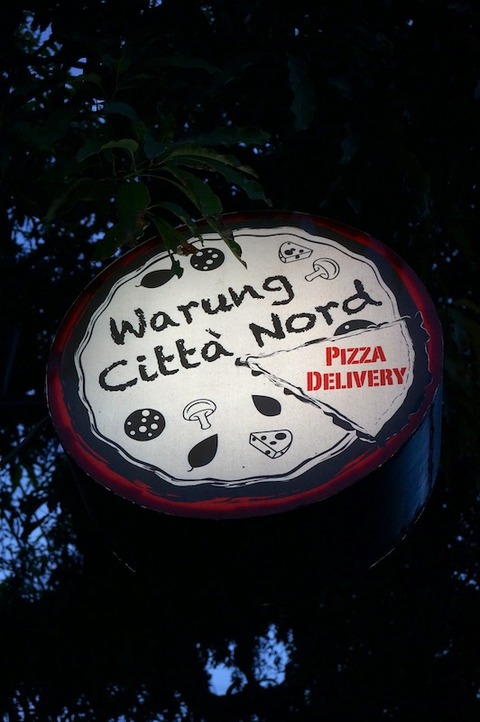 Warung
Città Nord
PIZZA
DELIVERY